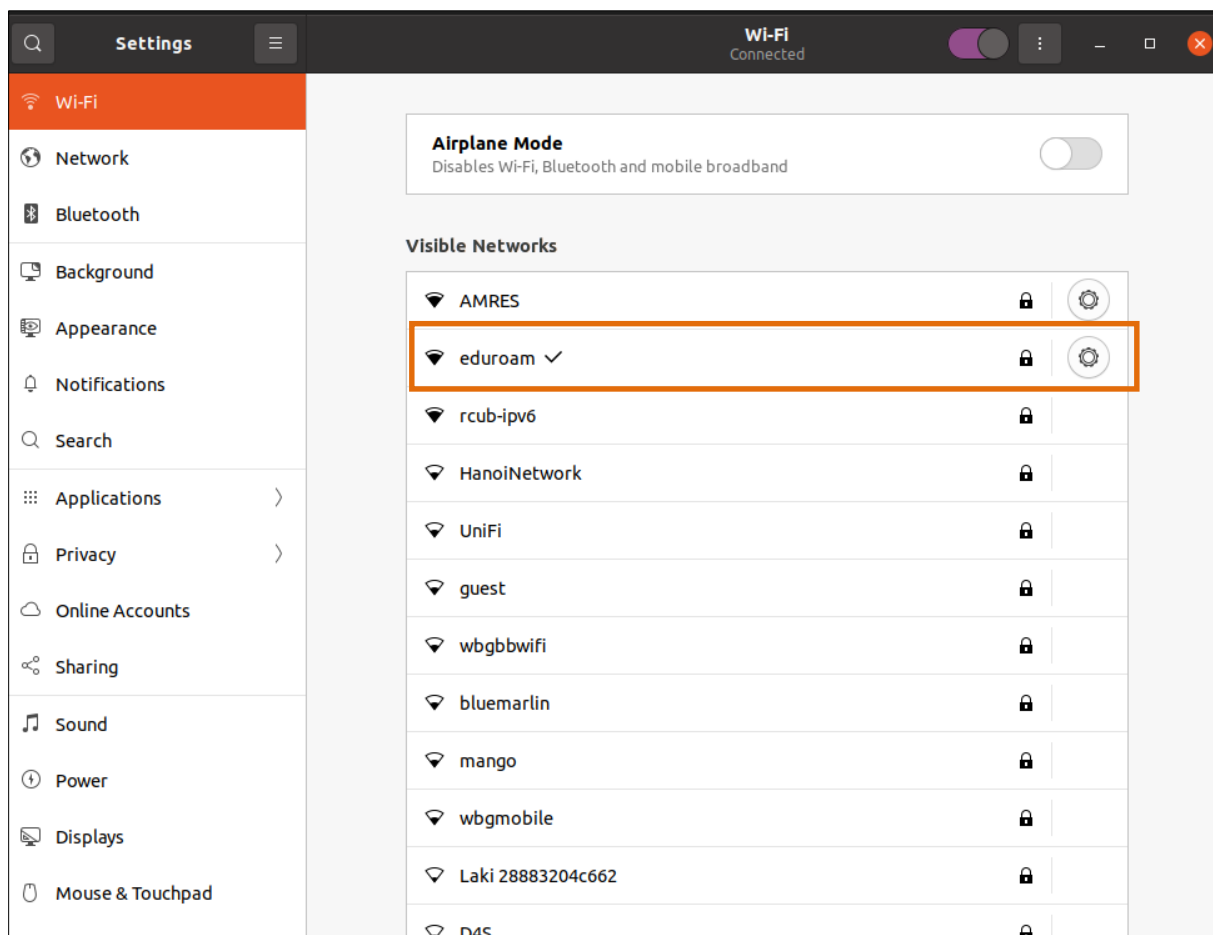 Settings
Wi-Fi
Connected
Wi-Fi
Network
Bluetooth
Background
Appearance
Notifications
Search
Applications
Privacy
Online Accounts
Sharing
Sound
Power
Displays
Mouse & Touchpad
Airplane Mode
Disables Wi-Fi, Bluetooth and mobile broadband
Visible Networks
AMRES
eduroam
rcub-ipv6
HanoiNetwork
UniFi
guest
wbgbbwifi
bluemarlin
mango
wbgmobile
Laki 28883204c662
D4S